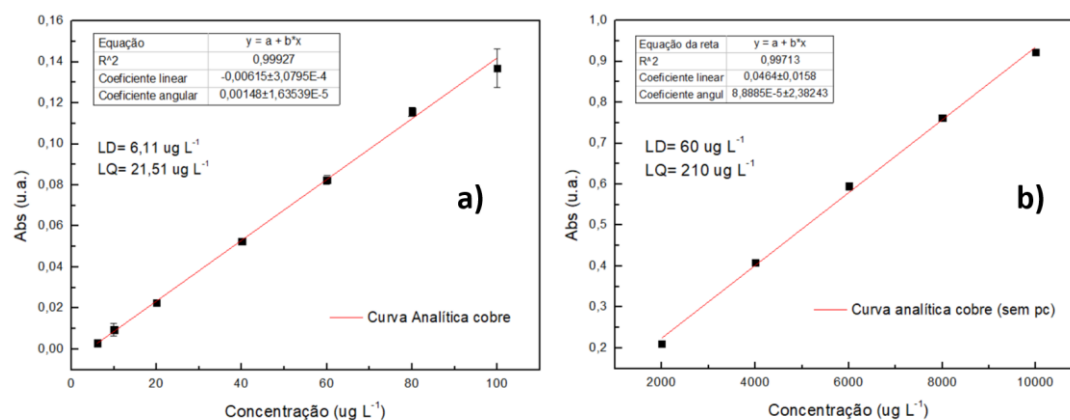 0,16
0,14
0,12
0,10
0,08
0,06
0,04
0,02
0,00
Abs (u.a.)
Equação y = a + b*x
R^2 0,99927
Coeficiente linear -0,00615±3,0795E-4
Coeficiente angular 0,00148±1,63539E-5
LD= 6,11 ug L⁻¹
LQ= 21,51 ug L⁻¹
a)
Curva Analítica cobre
0 20 40 60 80 100
Concentração (ug L⁻¹)
1,0
0,9
0,8
0,7
0,6
0,5
0,4
0,3
0,2
Abs (u.a.)
Equação da reta y = a + b*x
R^2 0,99713
Coeficiente linear 0,0464±0,0158
Coeficiente angul 8,8885E-5±2,38243
LD= 60 ug L⁻¹
LQ= 210 ug L⁻¹
b)
Curva analítica cobre (sem pc)
2000 4000 6000 8000 10000
Concentração (ug L⁻¹)